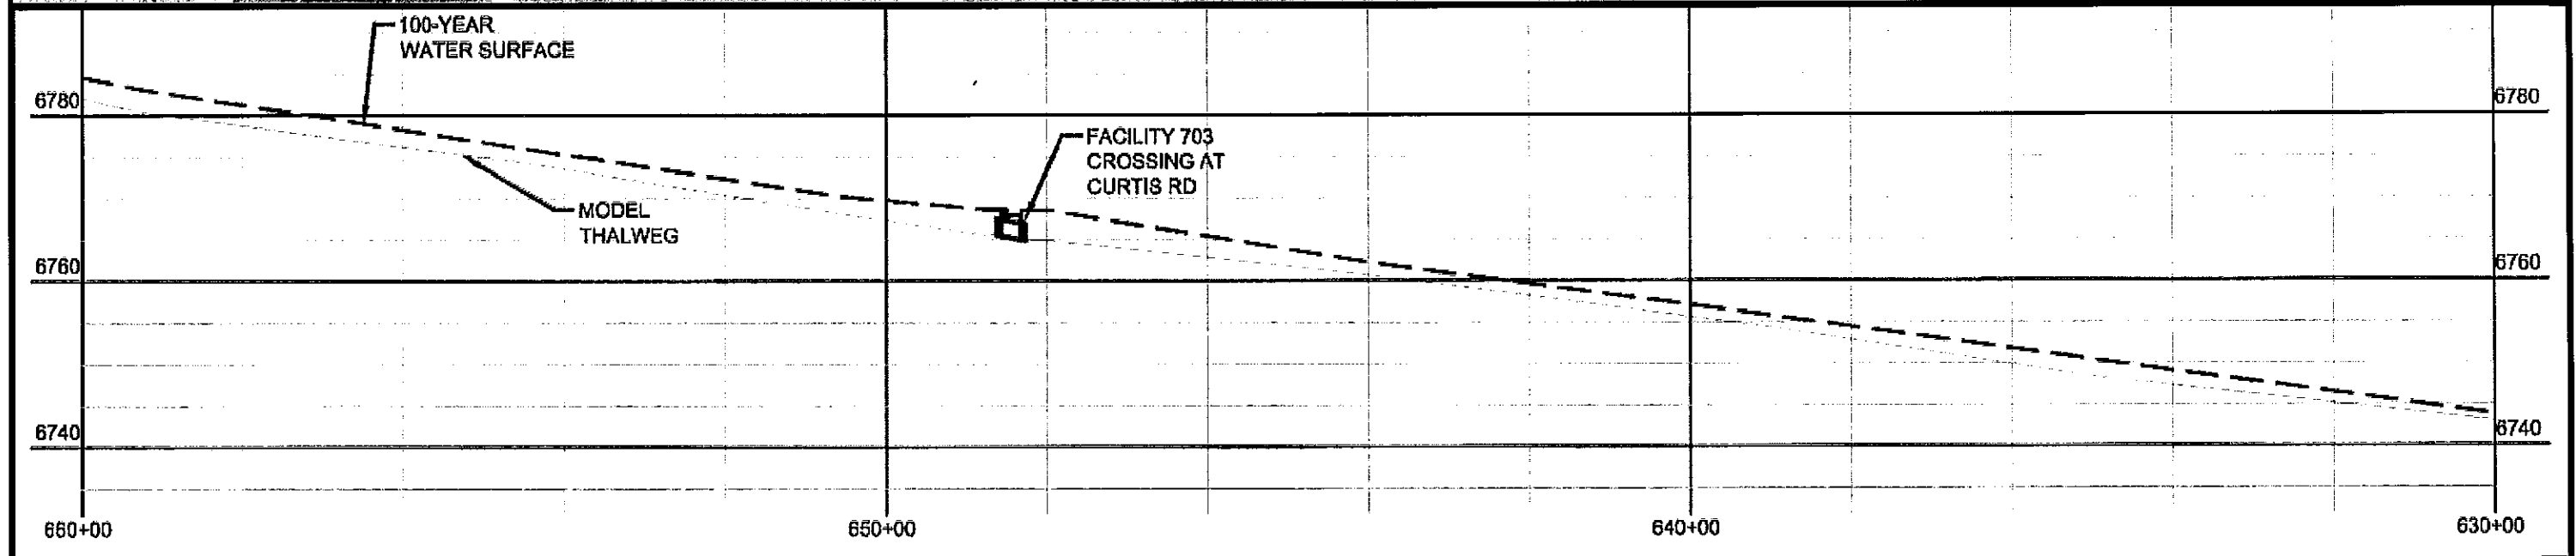 100-YEAR
WATER SURFACE
6780
6780
FACILITY 703
CROSSING AT
CURTIS RD
MODEL
THALWEG
6760
6760
6740
6740
660+00
650+00
640+00
630+00